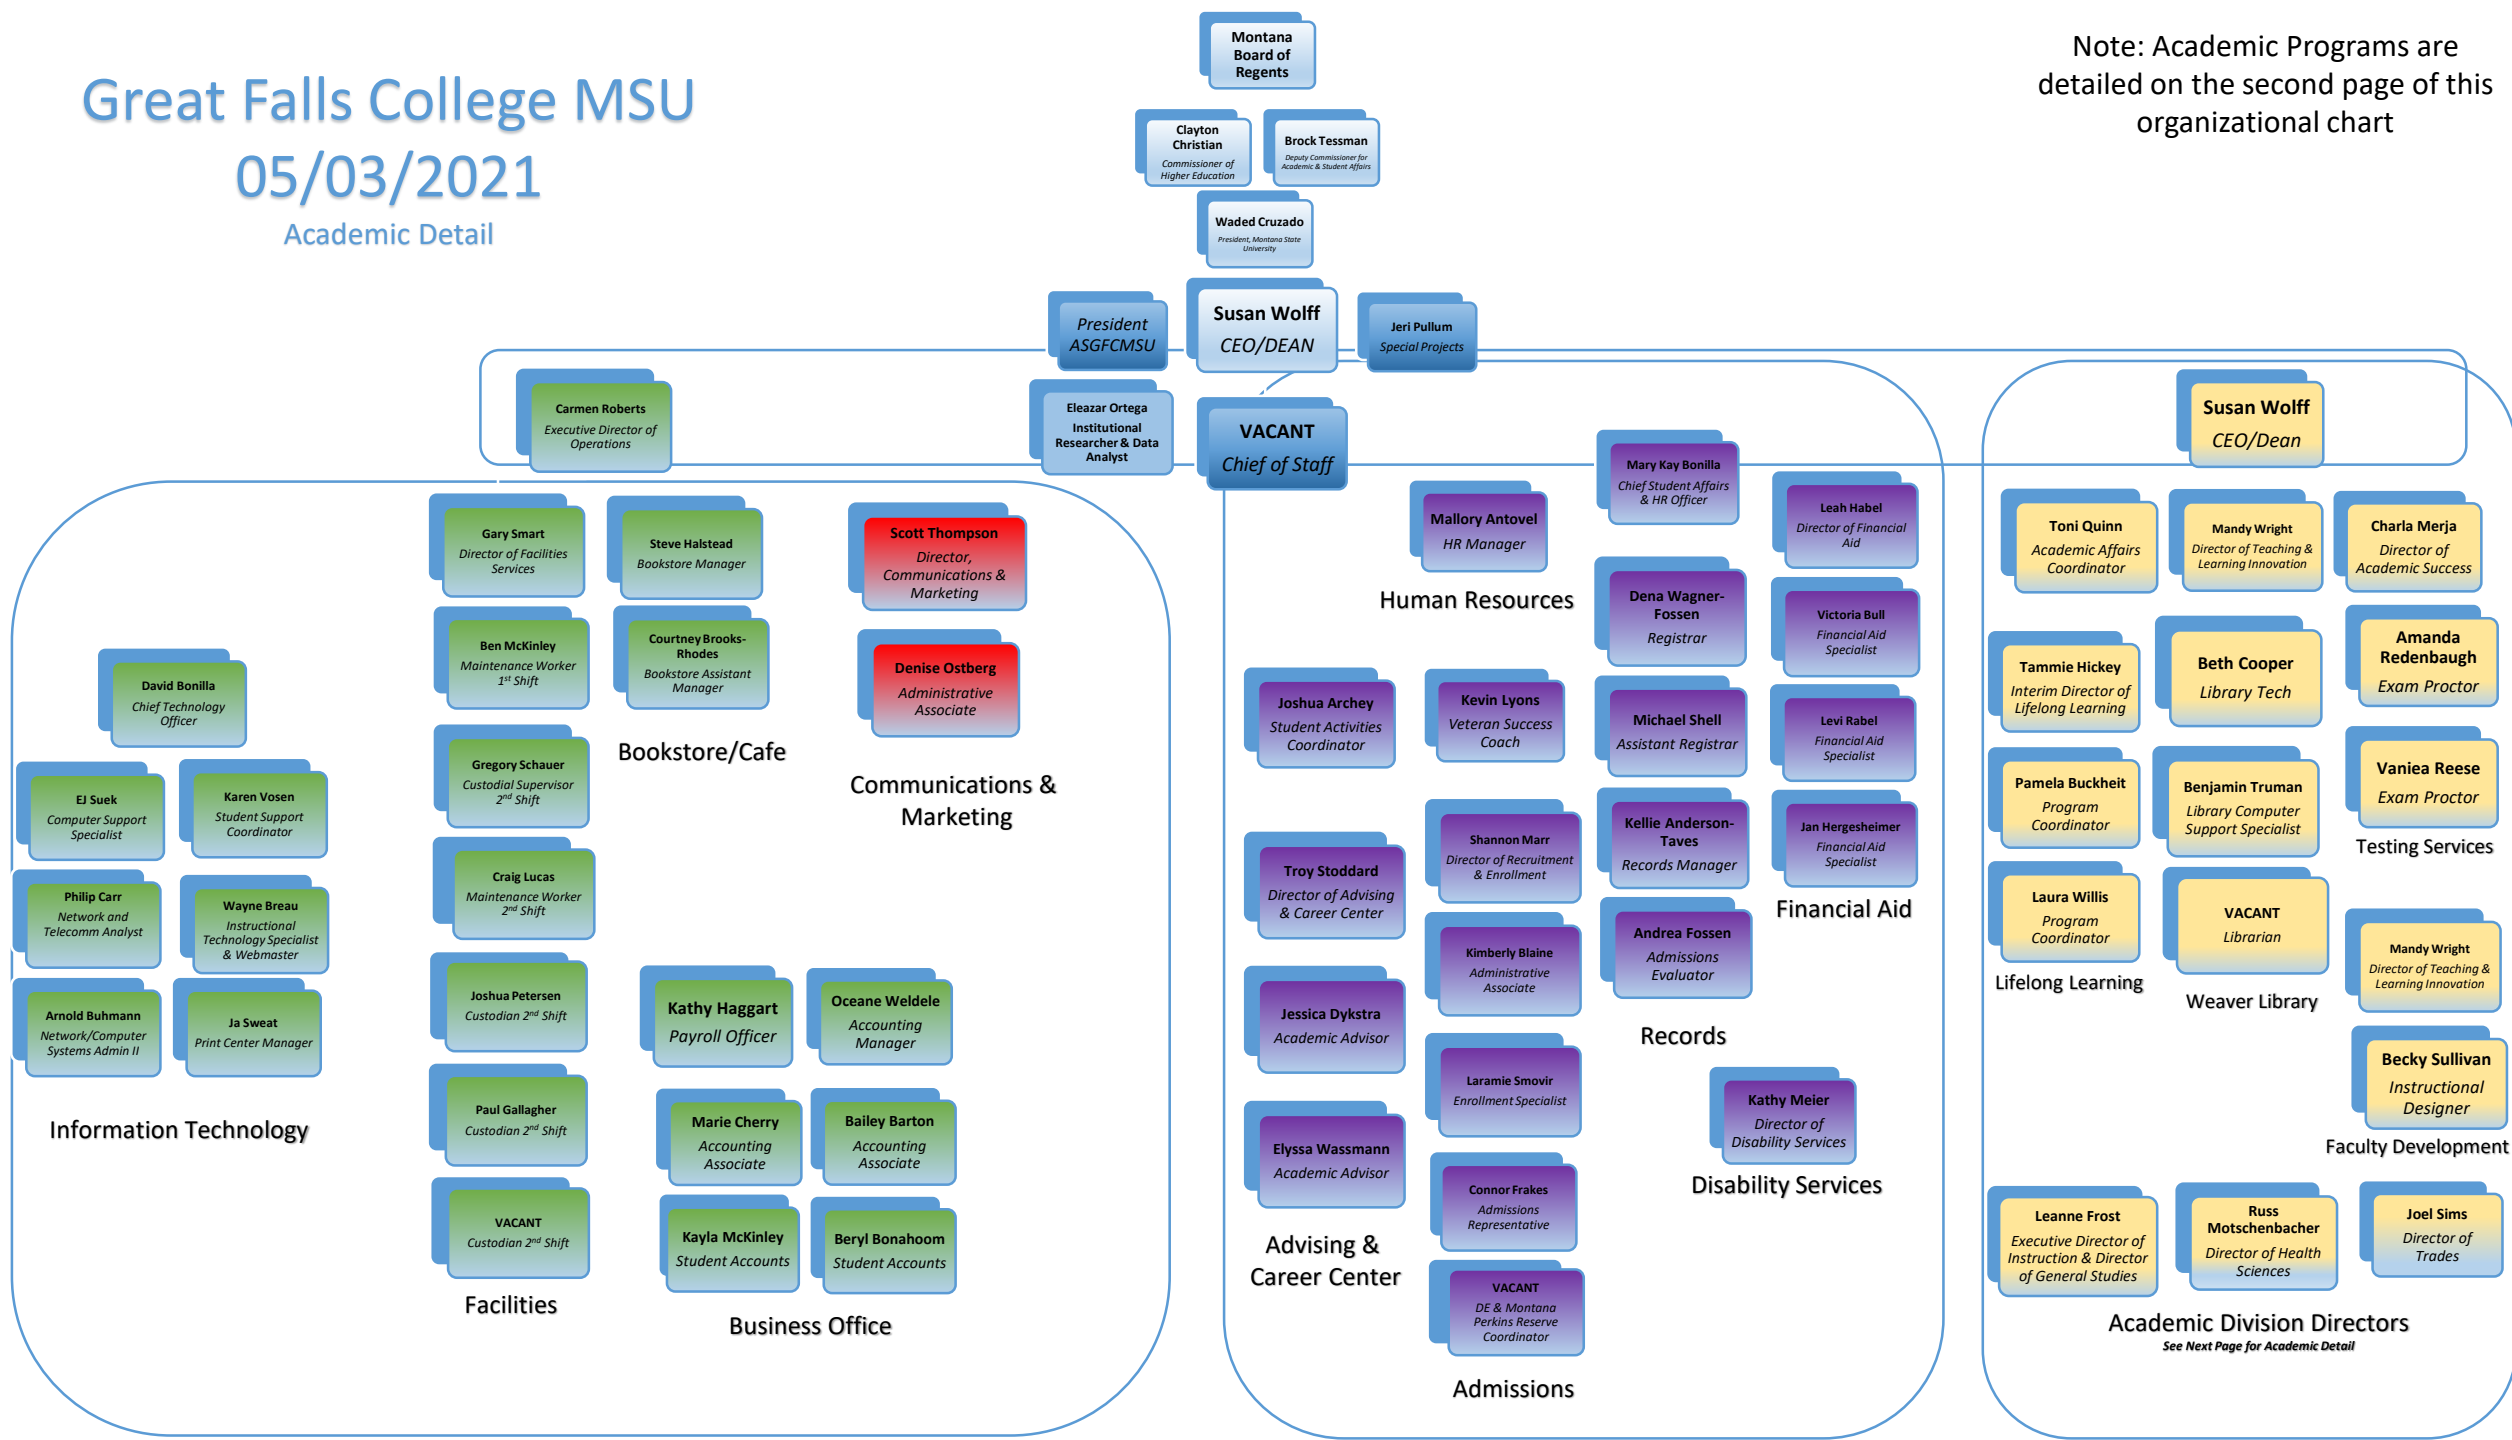 Great Falls College MSU
05/03/2021
Academic Detail
Note: Academic Programs are
detailed on the second page of this
organizational chart
Montana
Board of
Regents
Clayton
Christian
Commissioner of
Higher Education
Brock Tessman
Deputy Commissioner for
Academic & Student Affairs
Waded Cruzado
President, Montana State
University
President
ASGFCMSU
Susan Wolff
CEO/DEAN
Jeri Pullum
Special Projects
Carmen Roberts
Executive Director of
Operations
Eleazar Ortega
Institutional
Researcher & Data
Analyst
VACANT
Chief of Staff
Susan Wolff
CEO/Dean
David Bonilla
Chief Technology
Officer
EJ Suek
Computer Support
Specialist
Karen Vosen
Student Support
Coordinator
Philip Carr
Network and
Telecomm Analyst
Wayne Breau
Instructional
Technology Specialist
& Webmaster
Arnold Buhmann
Network/Computer
Systems Admin II
Ja Sweat
Print Center Manager
Information Technology
Gary Smart
Director of Facilities
Services
Ben McKinley
Maintenance Worker
1st Shift
Gregory Schauer
Custodial Supervisor
2nd Shift
Craig Lucas
Maintenance Worker
2nd Shift
Joshua Petersen
Custodian 2nd Shift
Paul Gallagher
Custodian 2nd Shift
VACANT
Custodian 2nd Shift
Facilities
Steve Halstead
Bookstore Manager
Courtney Brooks-
Rhodes
Bookstore Assistant
Manager
Bookstore/Cafe
Scott Thompson
Director,
Communications &
Marketing
Denise Ostberg
Administrative
Associate
Communications &
Marketing
Kathy Haggart
Payroll Officer
Oceane Weldele
Accounting
Manager
Marie Cherry
Accounting
Associate
Bailey Barton
Accounting
Associate
Kayla McKinley
Student Accounts
Beryl Bonahoom
Student Accounts
Business Office
Mary Kay Bonilla
Chief Student Affairs
& HR Officer
Mallory Antovel
HR Manager
Human Resources
Joshua Archey
Student Activities
Coordinator
Kevin Lyons
Veteran Success
Coach
Troy Stoddard
Director of Advising
& Career Center
Jessica Dykstra
Academic Advisor
Elyssa Wassmann
Academic Advisor
Advising &
Career Center
Shannon Marr
Director of Recruitment
& Enrollment
Kimberly Blaine
Administrative
Associate
Laramie Smovir
Enrollment Specialist
Connor Frakes
Admissions
Representative
VACANT
DE & Montana
Perkins Reserve
Coordinator
Admissions
Dena Wagner-
Fossen
Registrar
Michael Shell
Assistant Registrar
Kellie Anderson-
Taves
Records Manager
Andrea Fossen
Admissions
Evaluator
Records
Leah Habel
Director of Financial
Aid
Victoria Bull
Financial Aid
Specialist
Levi Rabel
Financial Aid
Specialist
Jan Hergesheimer
Financial Aid
Specialist
Financial Aid
Kathy Meier
Director of
Disability Services
Disability Services
Toni Quinn
Academic Affairs
Coordinator
Mandy Wright
Director of Teaching &
Learning Innovation
Charla Merja
Director of
Academic Success
Tammie Hickey
Interim Director of
Lifelong Learning
Pamela Buckheit
Program
Coordinator
Laura Willis
Program
Coordinator
Lifelong Learning
Beth Cooper
Library Tech
Benjamin Truman
Library Computer
Support Specialist
VACANT
Librarian
Weaver Library
Amanda
Redenbaugh
Exam Proctor
Vaniea Reese
Exam Proctor
Testing Services
Mandy Wright
Director of Teaching &
Learning Innovation
Becky Sullivan
Instructional
Designer
Faculty Development
Leanne Frost
Executive Director of
Instruction & Director
of General Studies
Russ
Motschenbacher
Director of Health
Sciences
Joel Sims
Director of
Trades
Academic Division Directors
See Next Page for Academic Detail